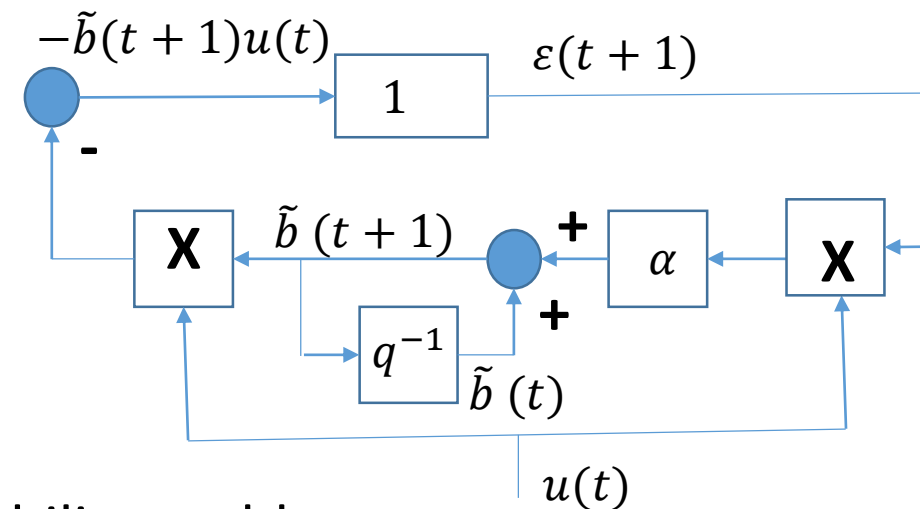 −b̃(t + 1)u(t)
1
ε(t + 1)
-
X
b̃ (t + 1)
+
α
X
+
q⁻¹
b̃ (t)
u(t)